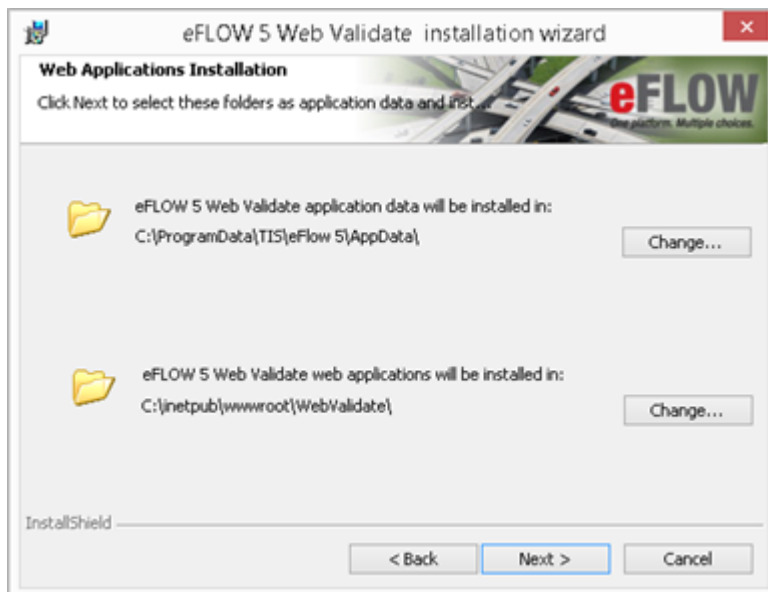 eFLOW 5 Web Validate installation wizard
Web Applications Installation
Click Next to select these folders as application data and inst...
eFLOW
One platform. Multiple choices.
eFLOW 5 Web Validate application data will be installed in:
C:\ProgramData\TIS\eFlow 5\AppData\
Change...
eFLOW 5 Web Validate web applications will be installed in:
C:\inetpub\wwwroot\WebValidate\
Change...
InstallShield
< Back
Next >
Cancel